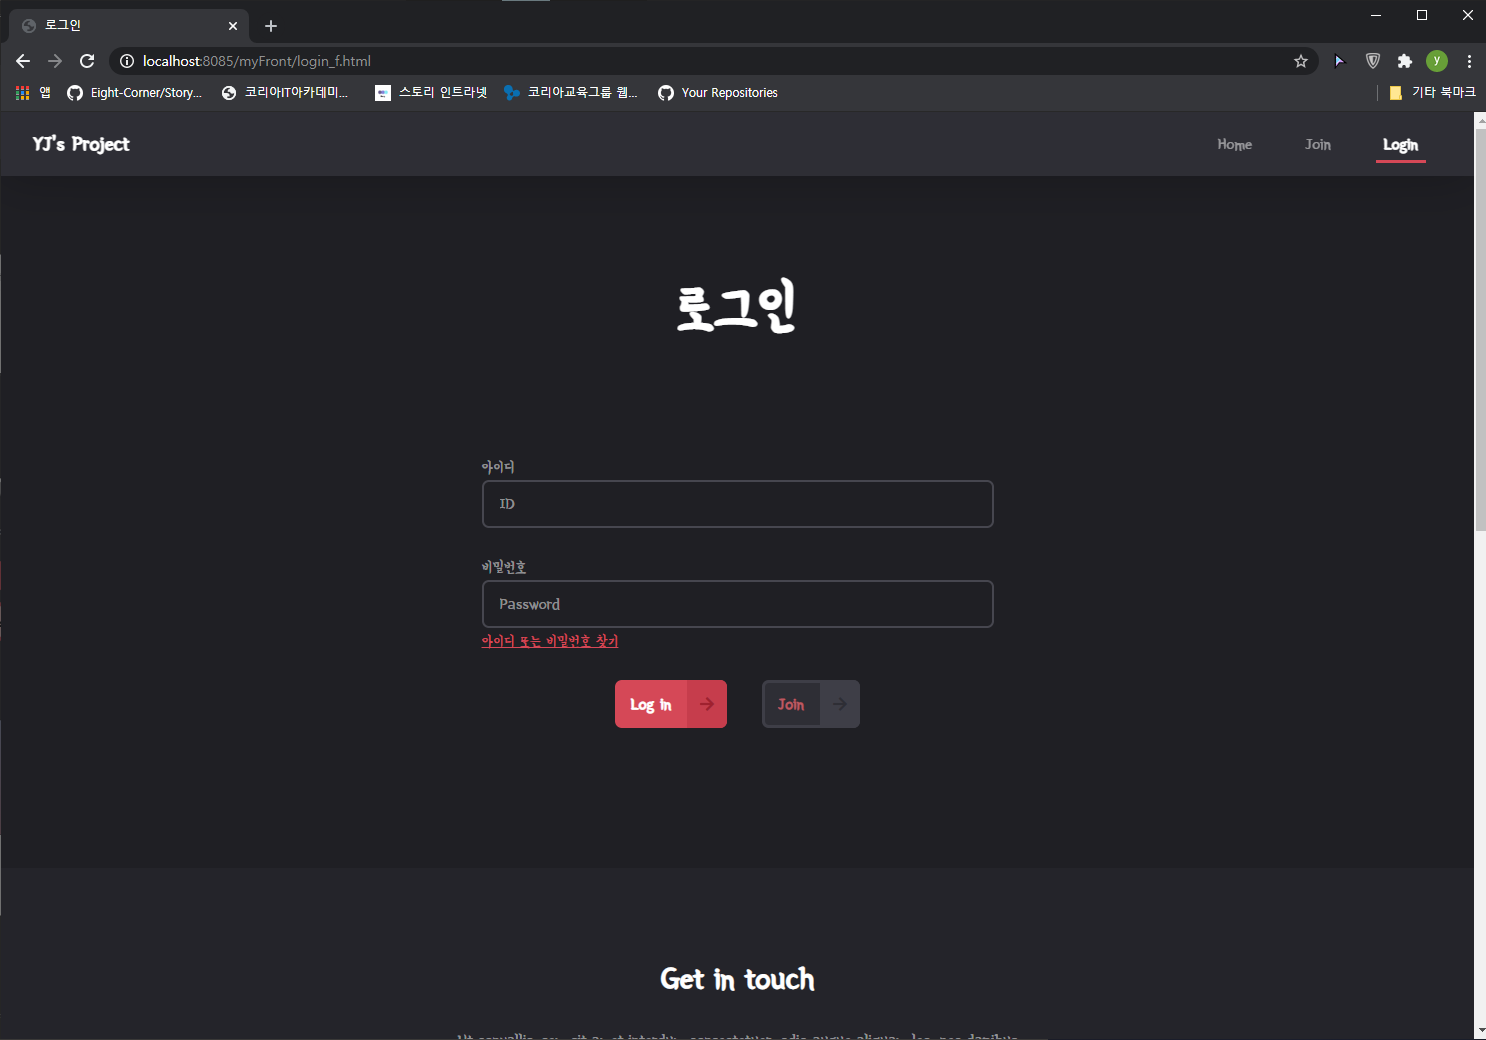 로그인
localhost:8085/myFront/login_f.html
y
앱 Eight-Corner/Story... 코리아IT아카데미... 스토리 인트라넷 코리아교육그룹 웹... Your Repositories 기타 북마크
YJ's Project Home Join Login
로그인
아이디
ID
비밀번호
Password
아이디 또는 비밀번호 찾기
Log in Join
Get in touch